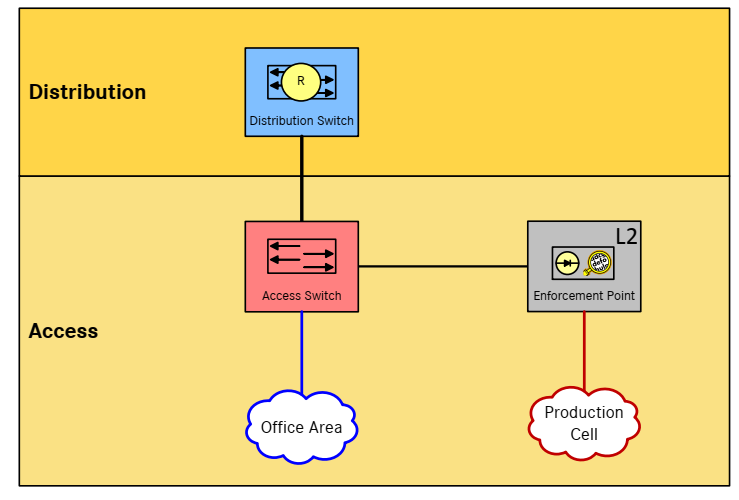 Distribution
R
Distribution Switch
L2
Access Switch
Enforcement Point
Access
Office Area
Production
Cell